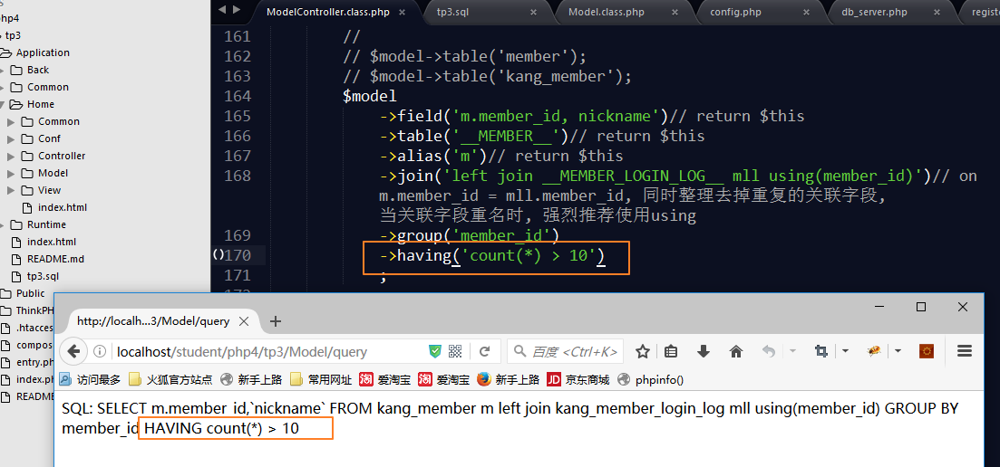 ModelController.class.php
tp3.sql
Model.class.php
config.php
db_server.php
regist
php4
tp3
Application
Back
Common
Home
Common
Conf
Controller
Model
View
index.html
Runtime
index.html
README.md
tp3.sql
Public
ThinkPH
.htacces
compos
entry.ph
index.ph
README
161 //
162 // $model->table('member');
163 // $model->table('kang_member');
164 $model
165 ->field('m.member_id, nickname')// return $this
166 ->table('__MEMBER__')// return $this
167 ->alias('m')// return $this
168 ->join('left join __MEMBER_LOGIN_LOG__ mll using(member_id)')// on
m.member_id = mll.member_id, 同时整理去掉重复的关联字段,
当关联字段重名时, 强烈推荐使用using
169 ->group('member_id')
170 ->having('count(*) > 10')
171 ;
http://localh...3/Model/query
localhost/student/php4/tp3/Model/query
百度 <Ctrl+K>
访问最多 火狐官方站点 新手上路 常用网址 淘 爱淘宝 淘 爱淘宝 新手上路 JD 京东商城 phpinfo()
SQL: SELECT m.member_id,`nickname` FROM kang_member m left join kang_member_login_log mll using(member_id) GROUP BY
member_id HAVING count(*) > 10